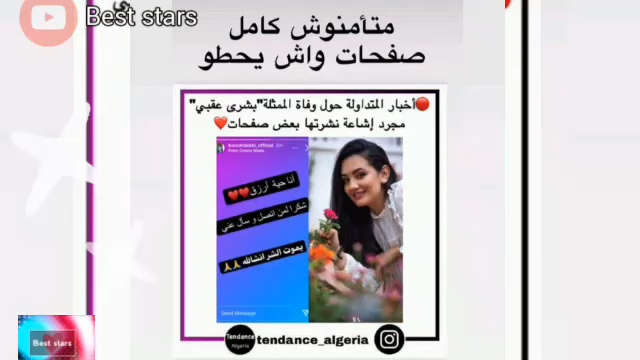 Best stars
متأمنوش كامل
صفحات واش يحطو
🔴أخبار المتداولة حول وفاة الممثلة"بشرى عقبي"
مجرد إشاعة نشرتها بعض صفحات❤️
أنا حية أرزق❤️❤️
شكرا لمن اتصل و سأل عني
يموت الشر انشالله🙏🙏
Send Message
Tendance
Algeria
tendance_algeria
Best stars